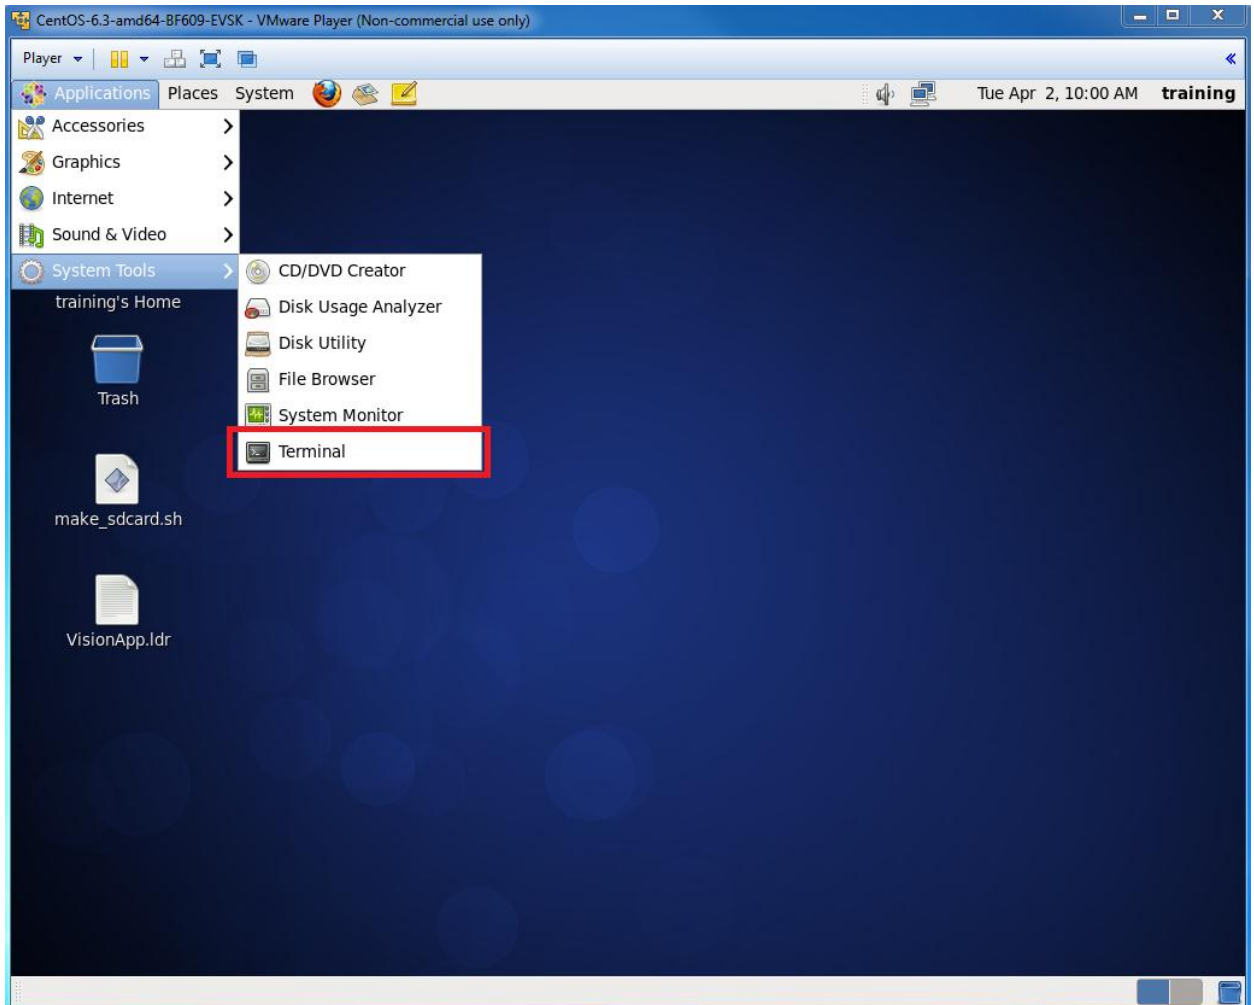 CentOS-6.3-amd64-BF609-EVSK - VMware Player (Non-commercial use only)
Player
Applications Places System Tue Apr 2, 10:00 AM training
Accessories
Graphics
Internet
Sound & Video
System Tools
CD/DVD Creator
Disk Usage Analyzer
Disk Utility
File Browser
System Monitor
Terminal
training's Home
Trash
make_sdcard.sh
VisionApp.ldr